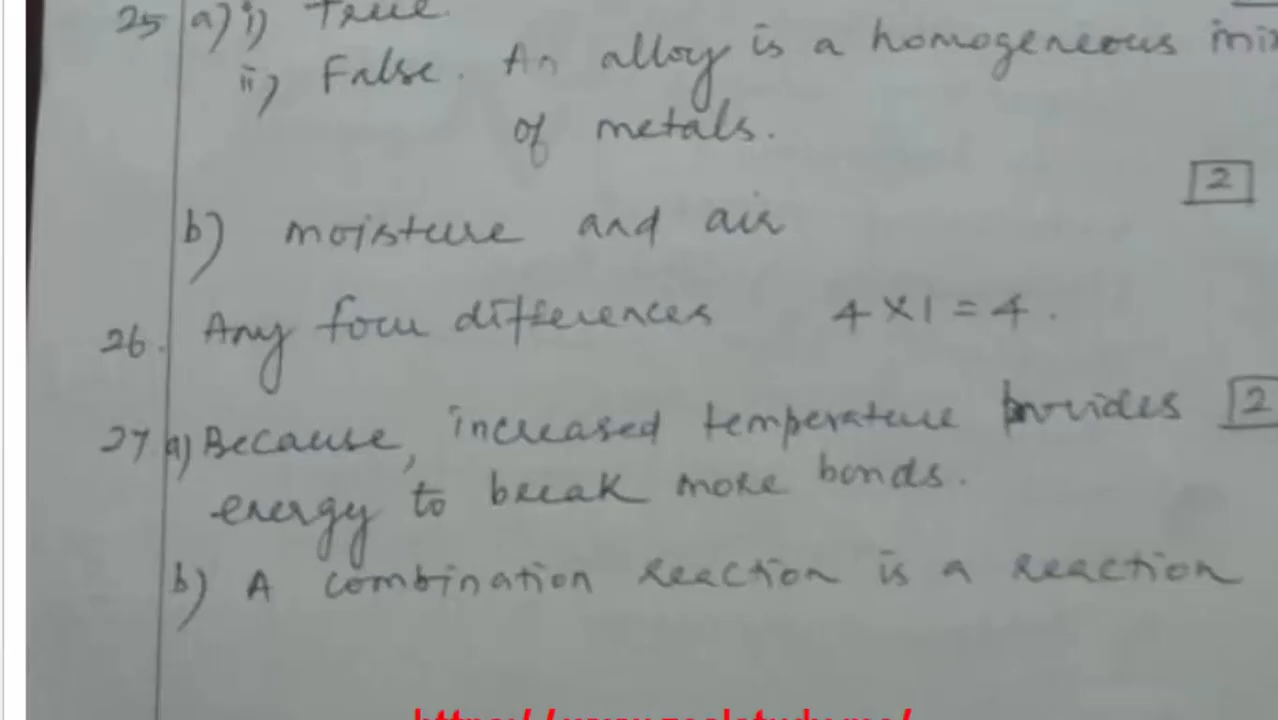 25 a) i) True.
ii) False. An alloy is a homogeneous
of metals.
2
b) moisture and air
26. Any four differences 4 × 1 = 4.
27. a) Because, increased temperature provides 2
energy to break more bonds.
b) A combination reaction is a reaction